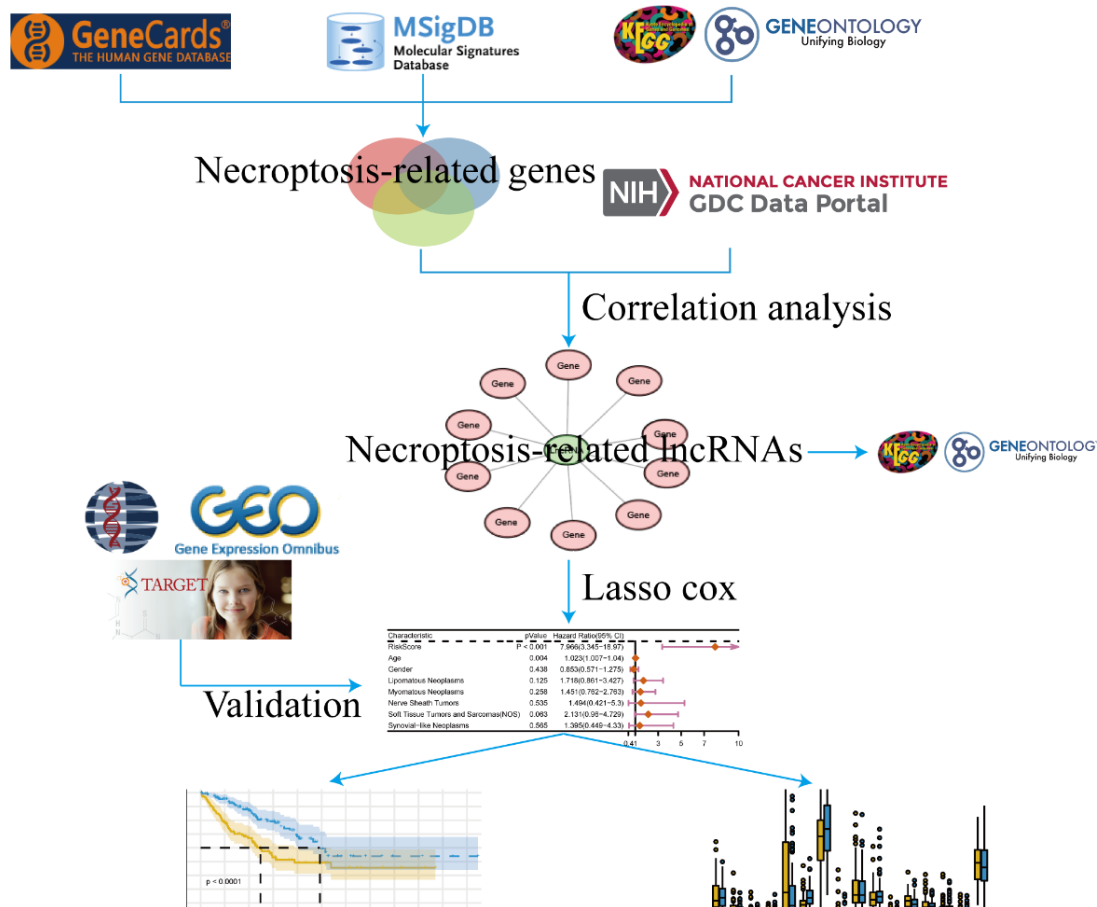 GeneCards®
THE HUMAN GENE DATABASE
MSigDB
Molecular Signatures
Database
KEGG
GENEONTOLOGY
Unifying Biology
Necroptosis-related genes
NIH
NATIONAL CANCER INSTITUTE
GDC Data Portal
Correlation analysis
Gene
Gene
Gene
Gene
Gene
Necroptosis-related lncRNAs
KEGG
GENEONTOLOG
Unifying Biology
Gene
Gene
Gene
Gene
Gene
GEO
Gene Expression Omnibus
TARGET
Lasso cox
Characteristic pValue Hazard Ratio(95% CI)
RiskScore P < 0.001 7.966(3.345-18.97)
Age 0.004 1.023(1.007-1.04)
Gender 0.438 0.853(0.571-1.275)
Lipomatous Neoplasms 0.125 1.718(0.861-3.427)
Myomatous Neoplasms 0.258 1.451(0.762-2.763)
Nerve Sheath Tumors 0.535 1.494(0.421-5.3)
Soft Tissue Tumors and Sarcomas(NOS) 0.063 2.131(0.96-4.729)
Synovial-like Neoplasms 0.565 1.395(0.449-4.33)
0.41 3 5 7 10
Validation
p < 0.0001